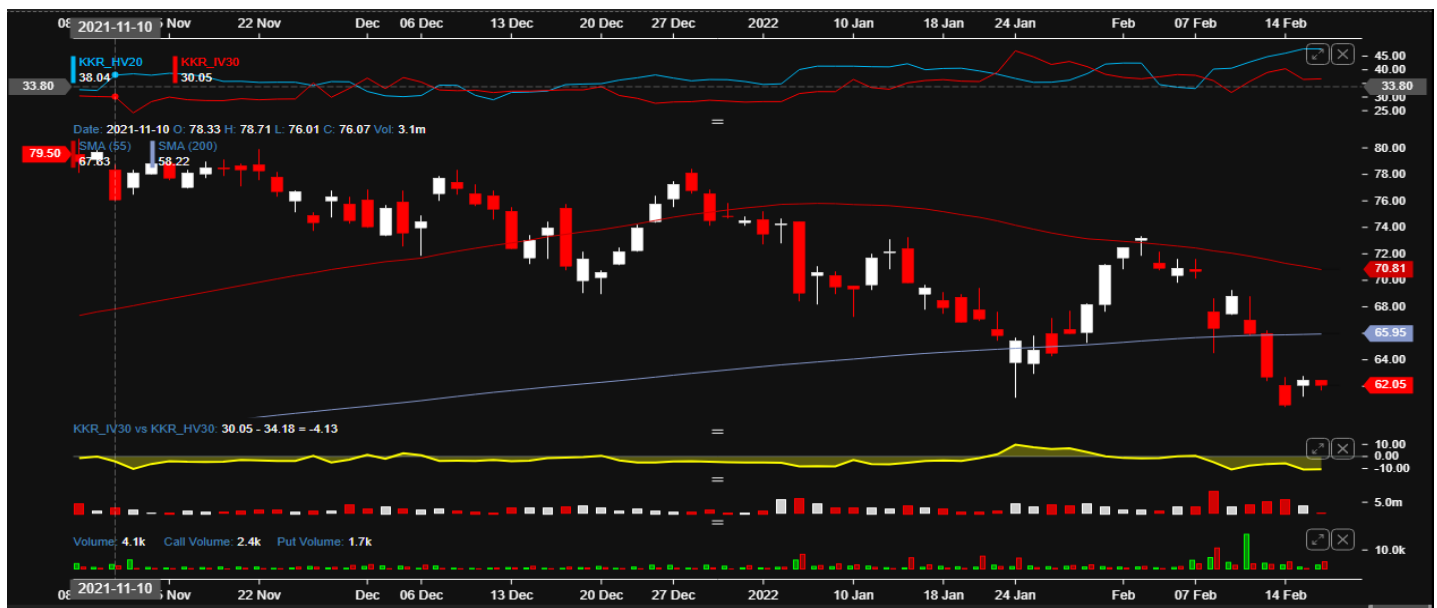 08 2021-11-10 5 Nov 22 Nov Dec 06 Dec 13 Dec 20 Dec 27 Dec 2022 10 Jan 18 Jan 24 Jan Feb 07 Feb 14 Feb
KKR_HV20 KKR_IV30
38.04 30.05
45.00
40.00
33.80 33.80
30.00
25.00
Date: 2021-11-10 O: 78.33 H: 78.71 L: 76.01 C: 76.07 Vol: 3.1m
SMA (55) SMA (200)
67.83 58.22
79.50
80.00
78.00
76.00
74.00
72.00
70.81
70.00
68.00
65.95
64.00
62.05
KKR_IV30 vs KKR_HV30: 30.05 - 34.18 = -4.13
10.00
0.00
-10.00
5.0m
Volume: 4.1k Call Volume: 2.4k Put Volume: 1.7k
10.0k
08 2021-11-10 5 Nov 22 Nov Dec 06 Dec 13 Dec 20 Dec 27 Dec 2022 10 Jan 18 Jan 24 Jan Feb 07 Feb 14 Feb